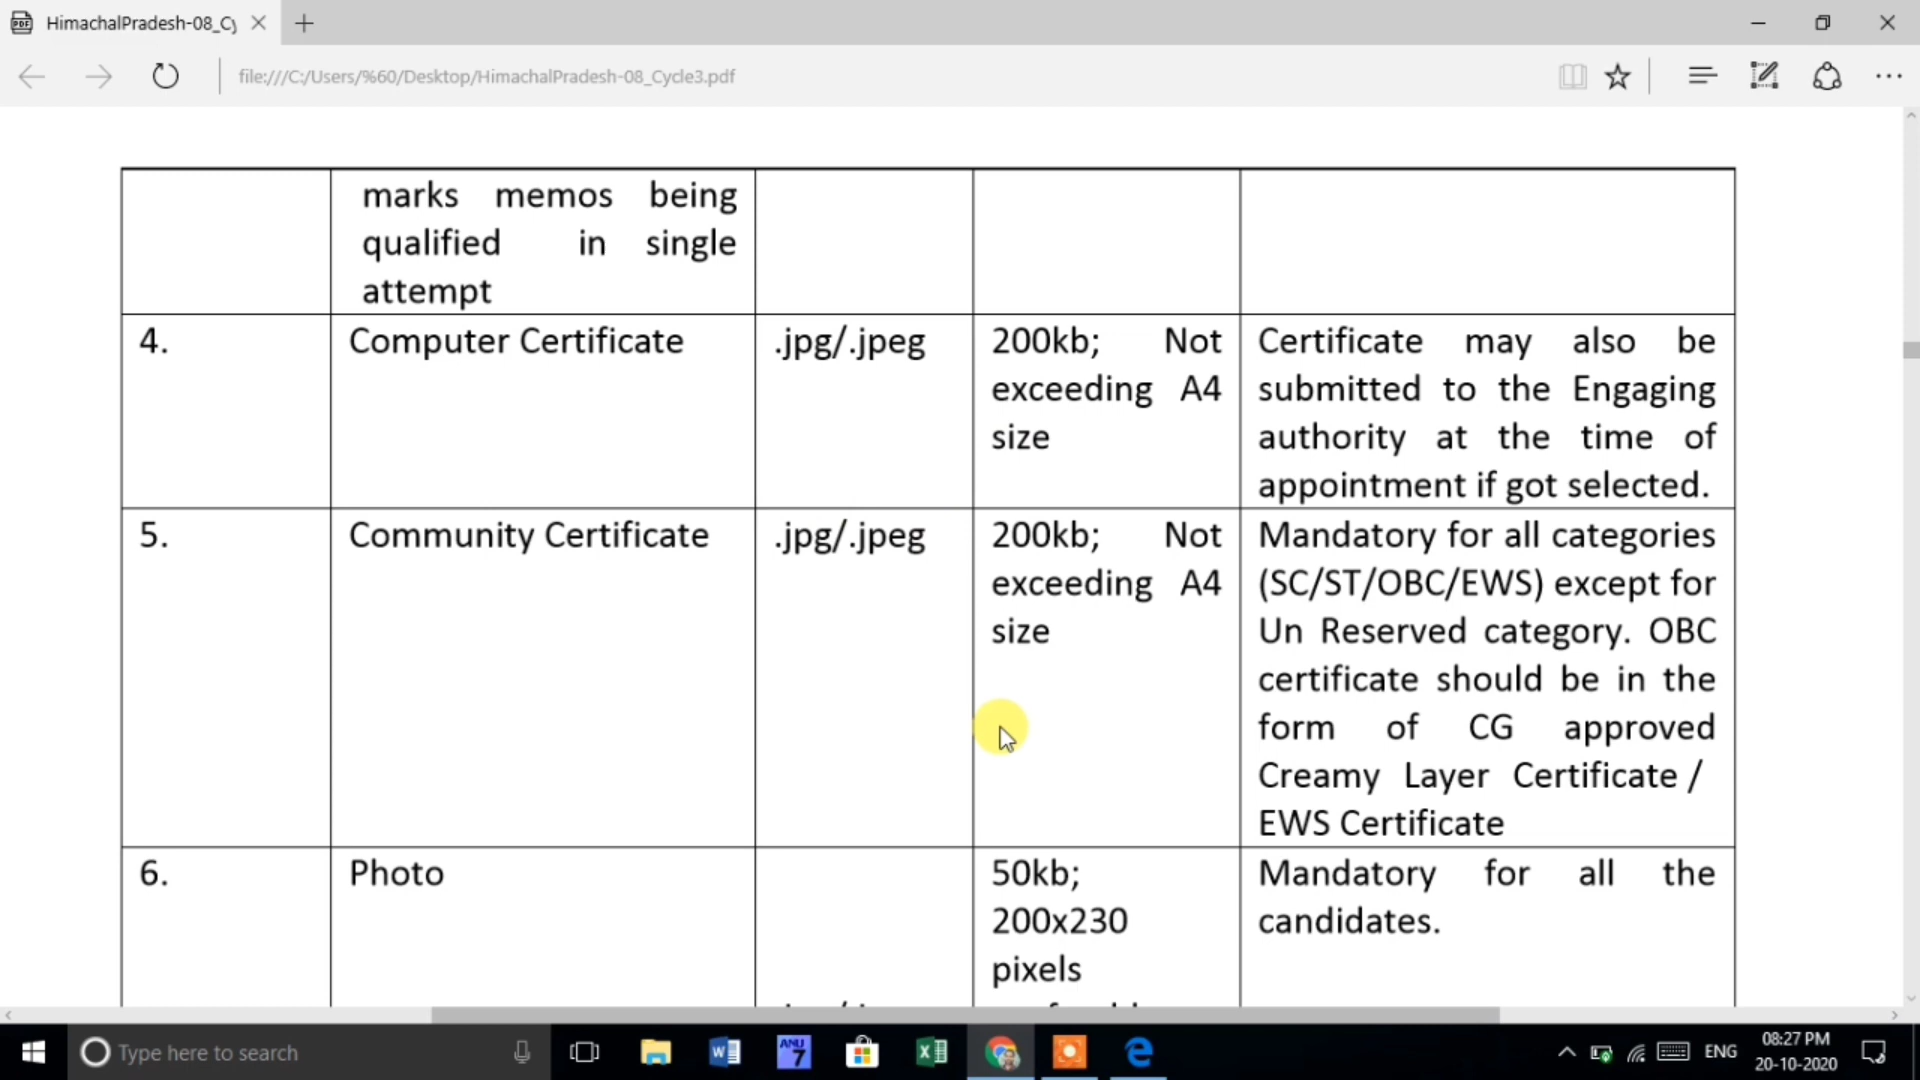 HimachalPradesh-08_Cy
file:///C:/Users/%60/Desktop/HimachalPradesh-08_Cycle3.pdf
marks memos being
qualified in single
attempt
4. Computer Certificate .jpg/.jpeg 200kb; Not Certificate may also be
exceeding A4 submitted to the Engaging
size authority at the time of
appointment if got selected.
5. Community Certificate .jpg/.jpeg 200kb; Not Mandatory for all categories
exceeding A4 (SC/ST/OBC/EWS) except for
size Un Reserved category. OBC
certificate should be in the
form of CG approved
Creamy Layer Certificate /
EWS Certificate
6. Photo 50kb; Mandatory for all the
200x230 candidates.
pixels
Type here to search
ANU
7
ENG
08:27 PM
20-10-2020